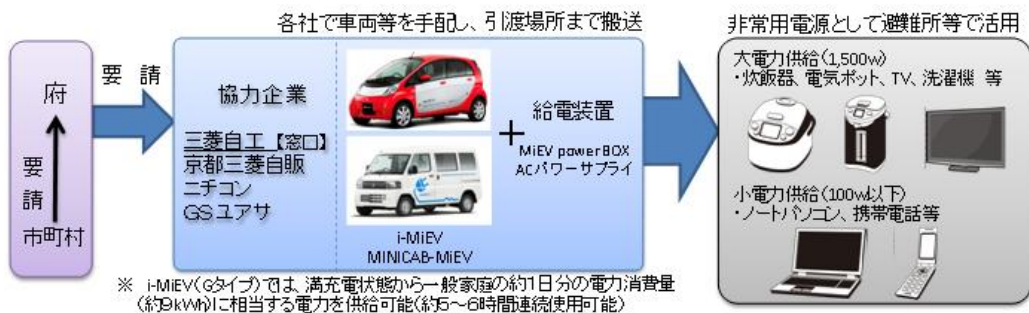 各社で車両等を手配し、引渡場所まで搬送
非常用電源として避難所等で活用
府
要請
市町村
要 請
協力企業
三菱自工【窓口】
京都三菱自販
ニチコン
GSユアサ
i-MiEV
MINICAB-MiEV
+
給電装置
MiEV powerBOX
ACパワーサプライ
大電力供給(1,500w)
・炊飯器、電気ポット、TV、洗濯機 等
小電力供給(100w以下)
・ノートパソコン、携帯電話等
※ i-MiEV(Gタイプ)では、満充電状態から一般家庭の約1日分の電力消費量
(約9kWh)に相当する電力を供給可能(約5～6時間連続使用可能)